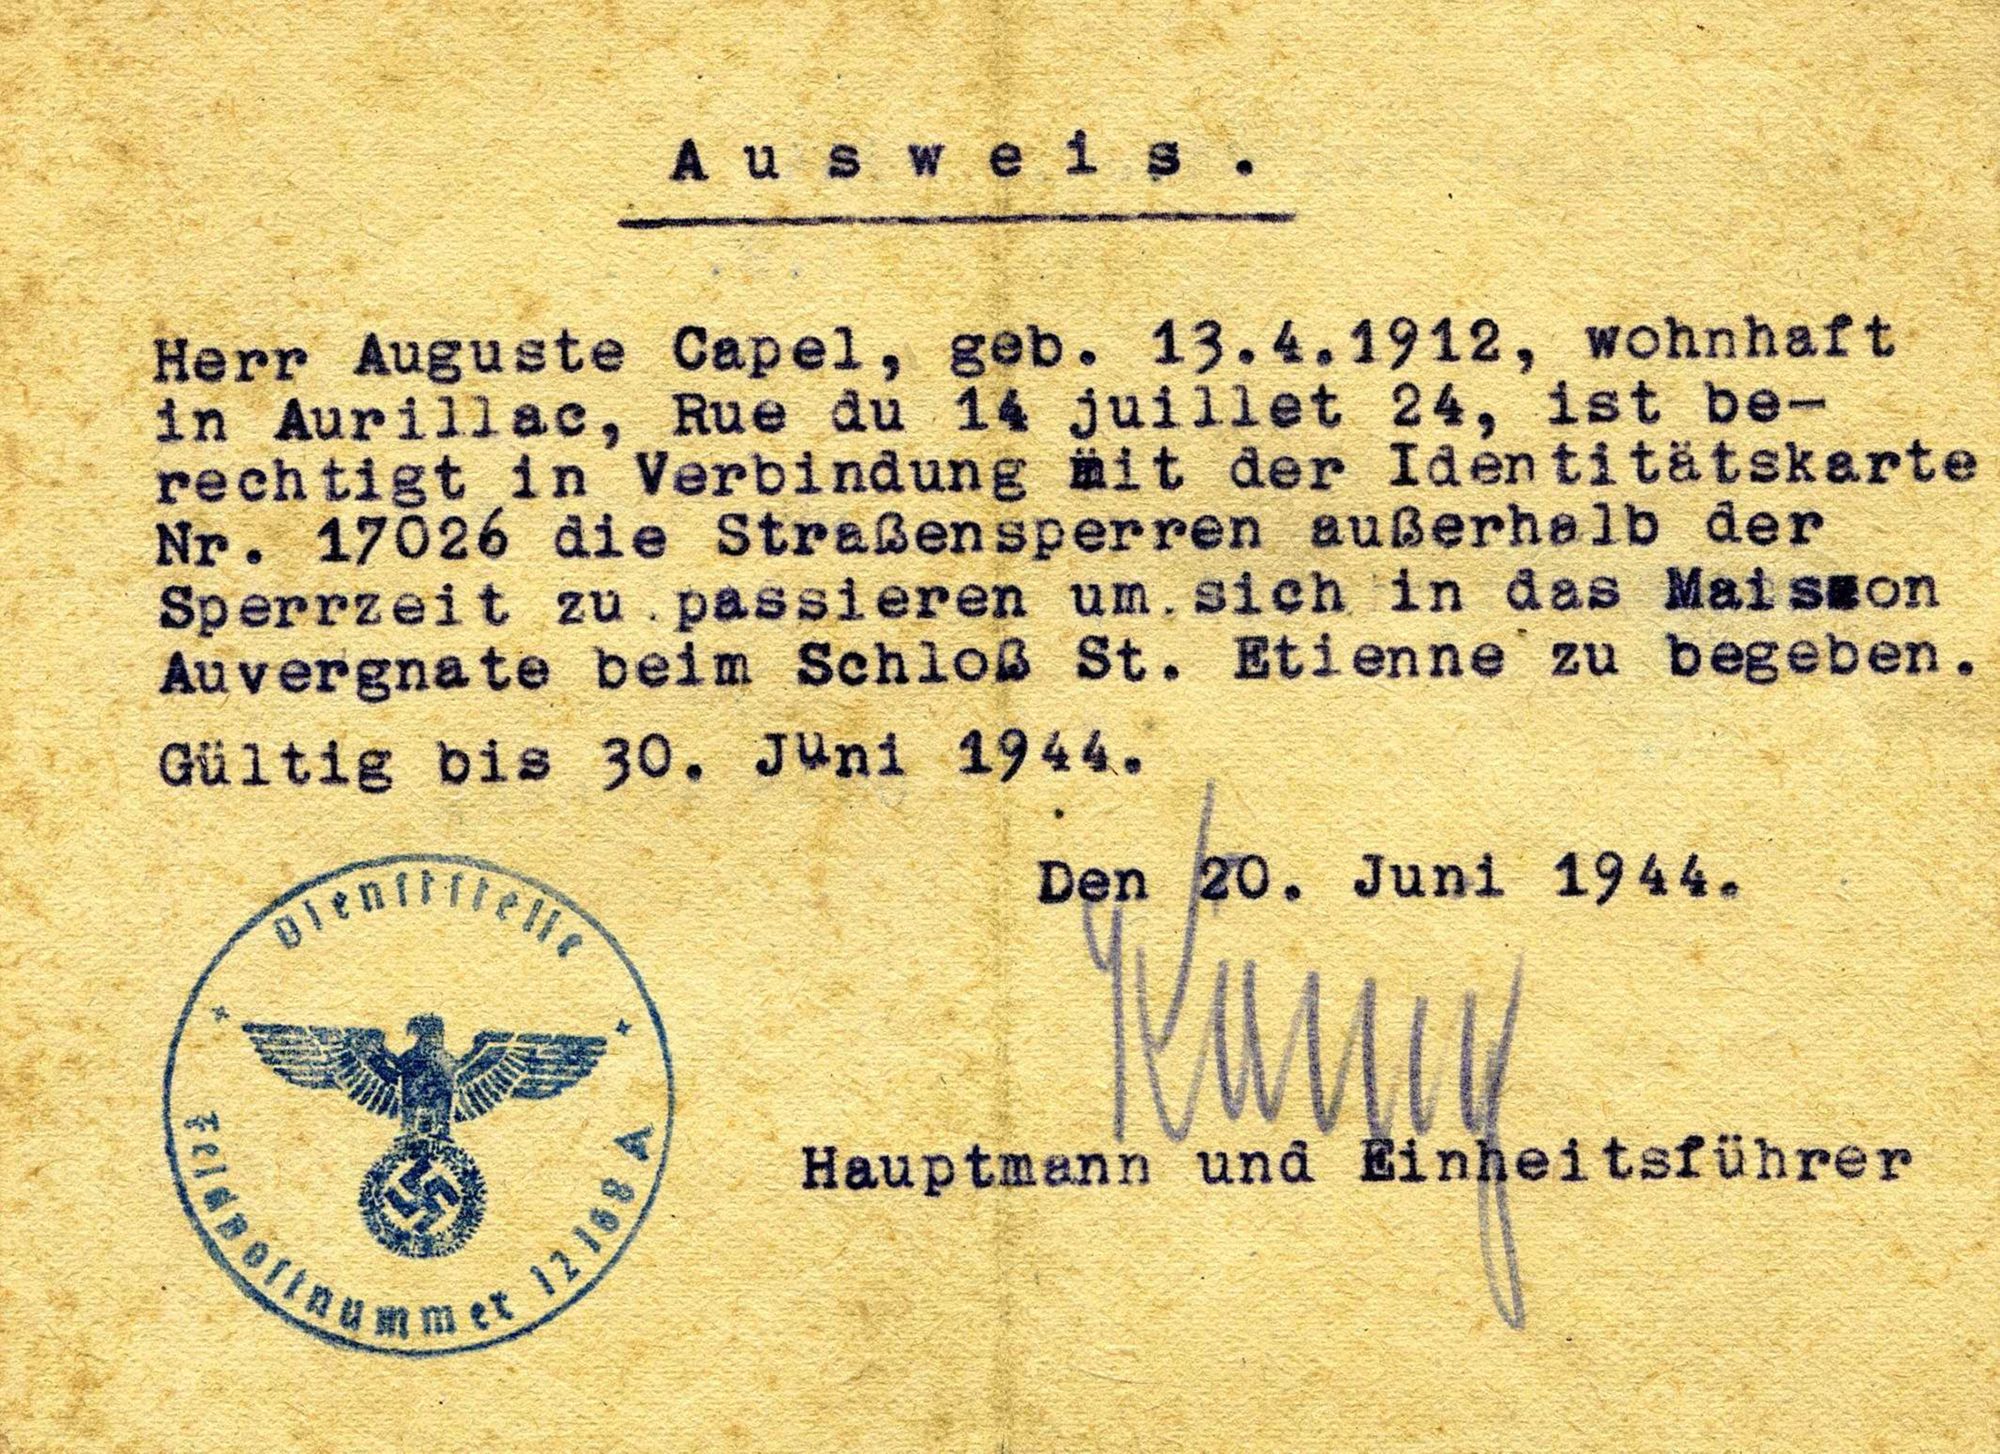 Ausweis.
Herr Auguste Capel, geb. 13.4.1912, wohnhaft
in Aurillac, Rue du 14 juillet 24, ist be-
rechtigt in Verbindung mit der Identitätskarte
Nr. 17026 die Straßensperren außerhalb der
Sperrzeit zu passieren um sich in das Maison
Auvergnate beim Schloß St. Etienne zu begeben.
Gültig bis 30. Juni 1944.
Den 20. Juni 1944.
Hauptmann und Einheitsführer
Dienststelle
Feldpostnummer 12168 A